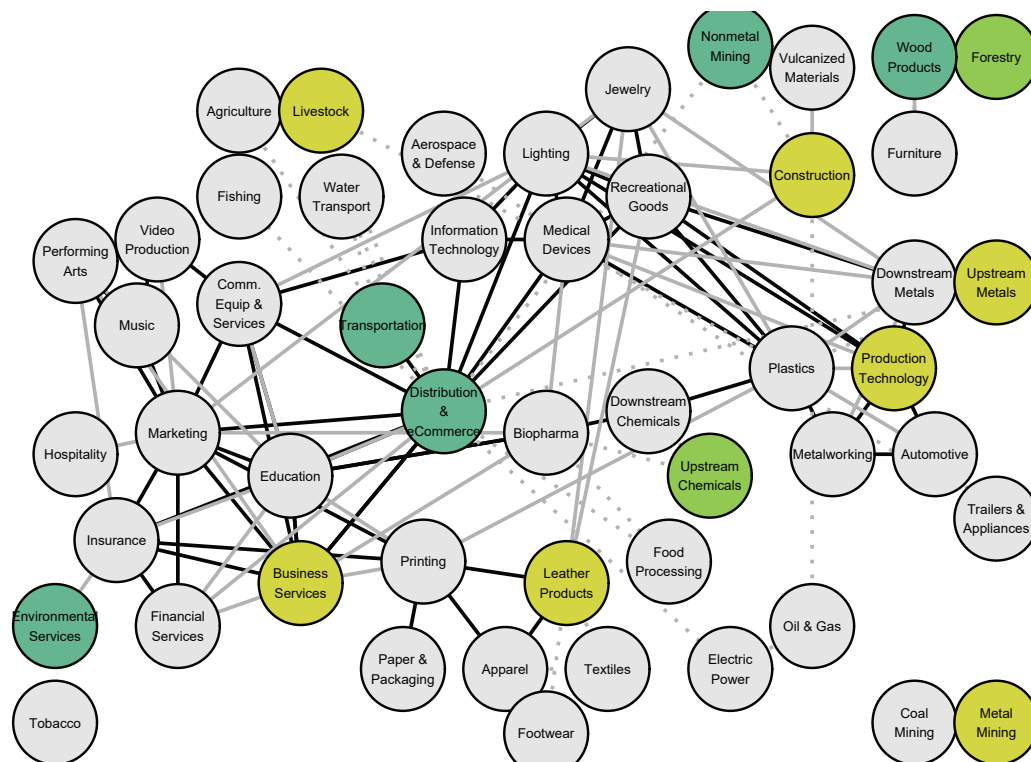 Nonmetal
Mining
Vulcanized
Materials
Wood
Products
Forestry
Jewelry
Agriculture
Livestock
Aerospace
& Defense
Lighting
Furniture
Construction
Fishing
Water
Transport
Recreational
Goods
Video
Production
Performing
Arts
Information
Technology
Medical
Devices
Comm.
Equip &
Services
Downstream
Metals
Upstream
Metals
Music
Transportation
Plastics
Production
Technology
Distribution
&
eCommerce
Downstream
Chemicals
Marketing
Biopharma
Hospitality
Metalworking
Automotive
Education
Upstream
Chemicals
Trailers &
Appliances
Insurance
Printing
Food
Processing
Business
Services
Leather
Products
Environmental
Services
Financial
Services
Oil & Gas
Paper &
Packaging
Apparel
Textiles
Electric
Power
Tobacco
Footwear
Coal
Mining
Metal
Mining